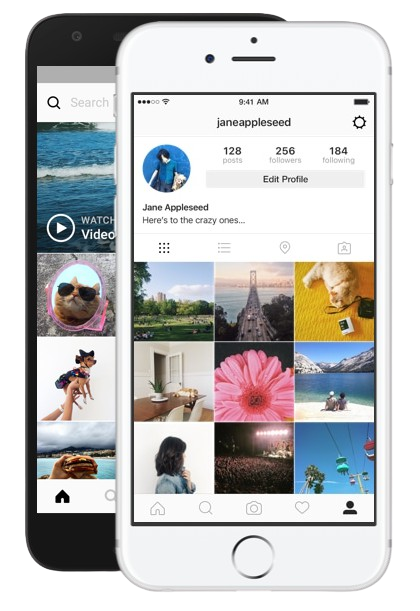 Search
WATCH
Video
9:41 AM
janeappleseed
128
posts
256
followers
184
following
Edit Profile
Jane Appleseed
Here's to the crazy ones...